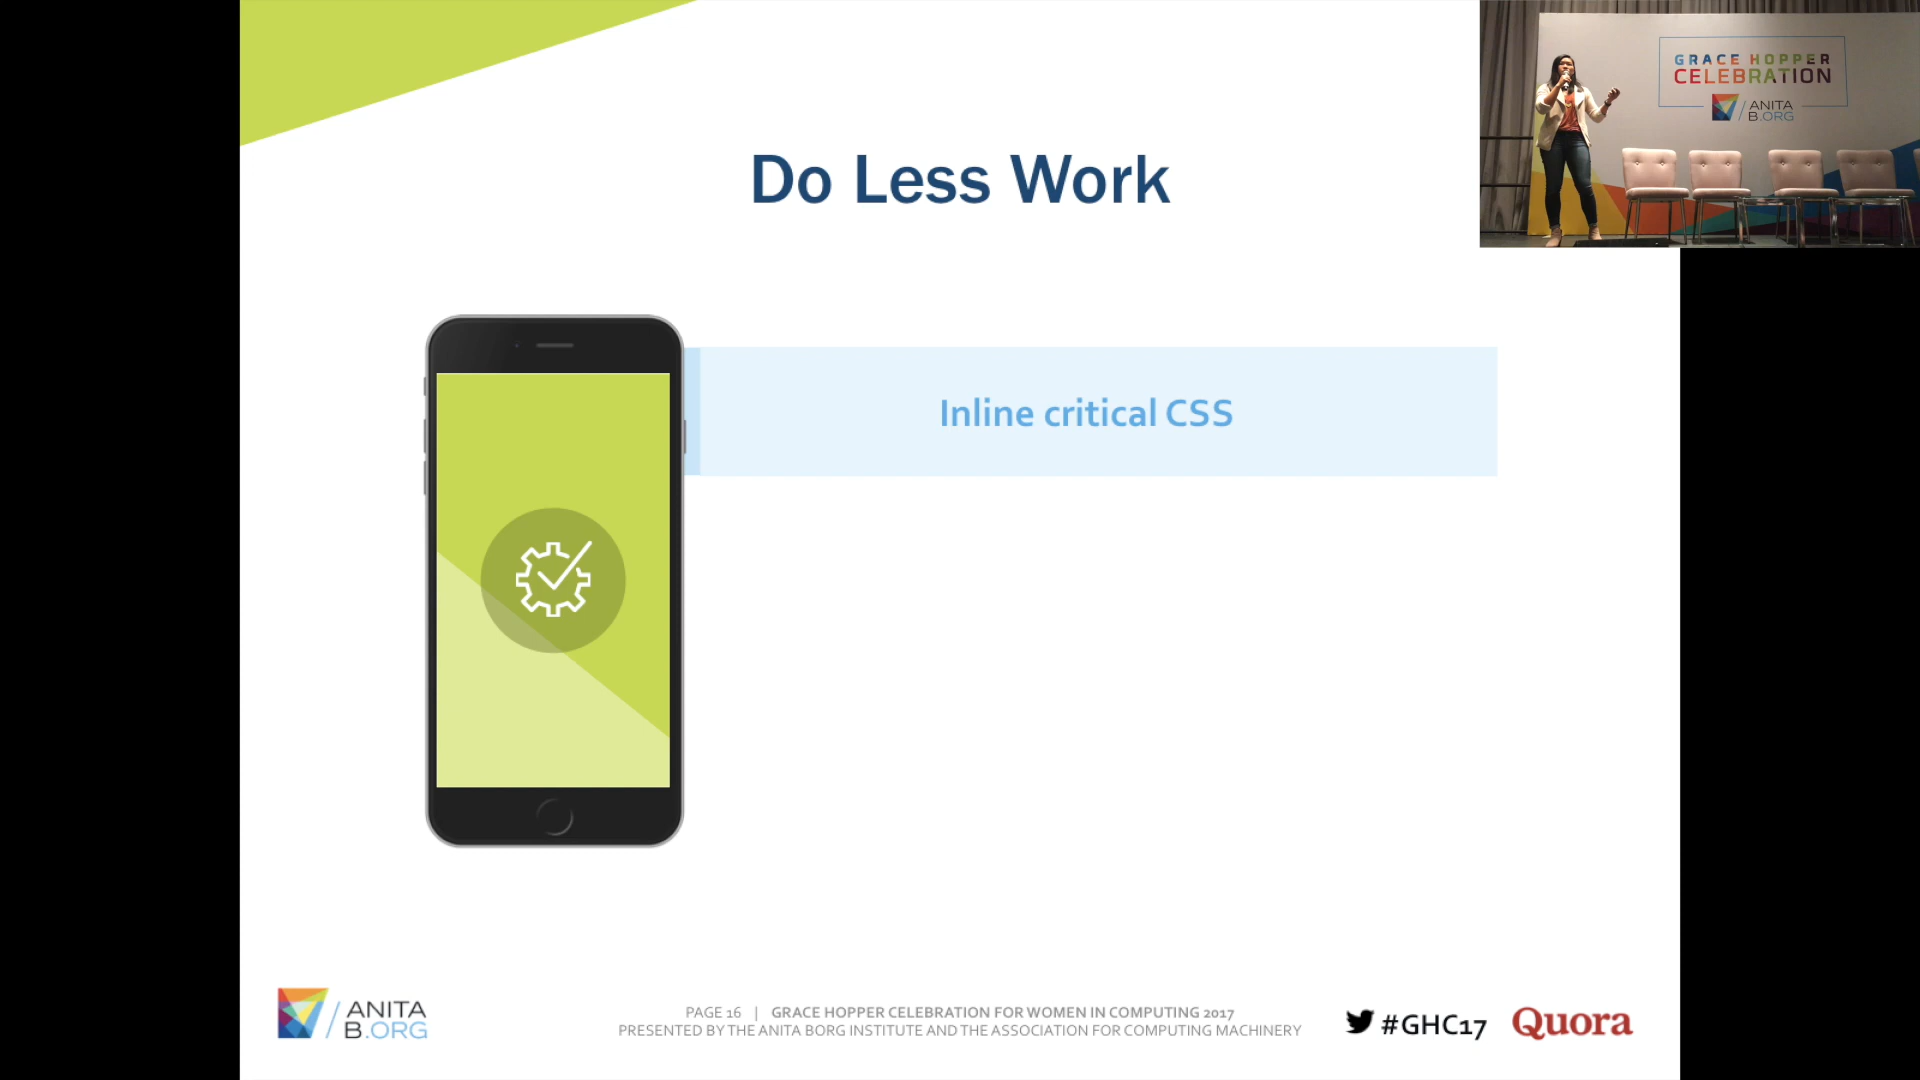 GRACE HOPPER
CELEBRATION
ANITA
B.ORG
Do Less Work
Inline critical CSS
ANITA
B.ORG
PAGE 16 | GRACE HOPPER CELEBRATION FOR WOMEN IN COMPUTING 2017
PRESENTED BY THE ANITA BORG INSTITUTE AND THE ASSOCIATION FOR COMPUTING MACHINERY
#GHC17
Quora